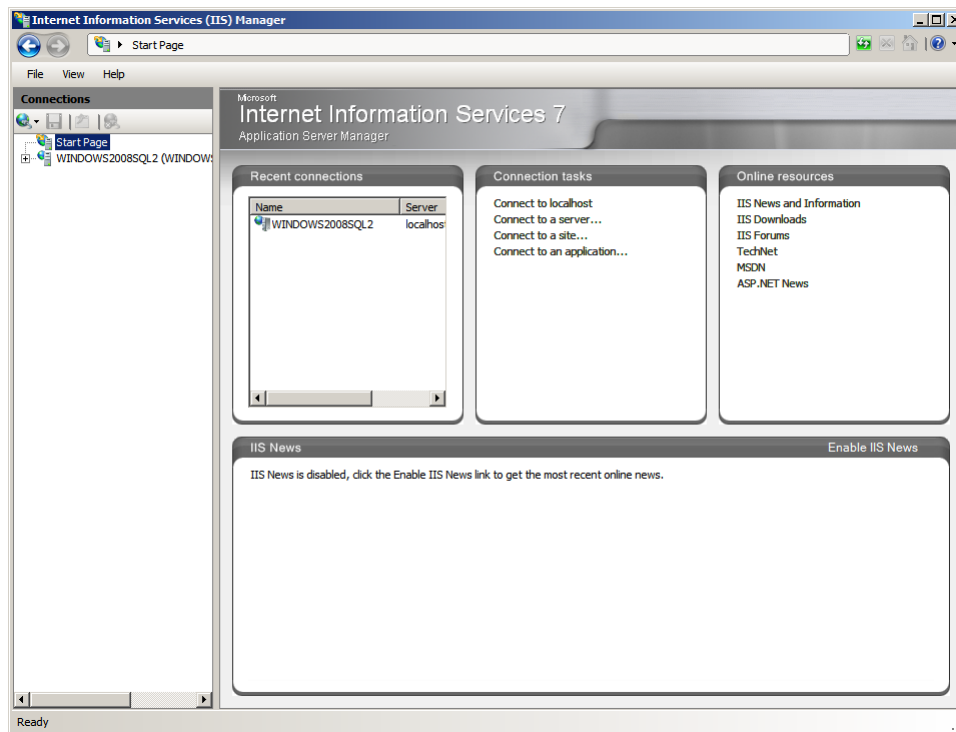 Internet Information Services (IIS) Manager
Start Page
File View Help
Connections
Start Page
WINDOWS2008SQL2 (WINDOW
Microsoft
Internet Information Services 7
Application Server Manager
Recent connections
Name Server
WINDOWS2008SQL2 localhos
Connection tasks
Connect to localhost
Connect to a server...
Connect to a site...
Connect to an application...
Online resources
IIS News and Information
IIS Downloads
IIS Forums
TechNet
MSDN
ASP.NET News
IIS News Enable IIS News
IIS News is disabled, click the Enable IIS News link to get the most recent online news.
Ready